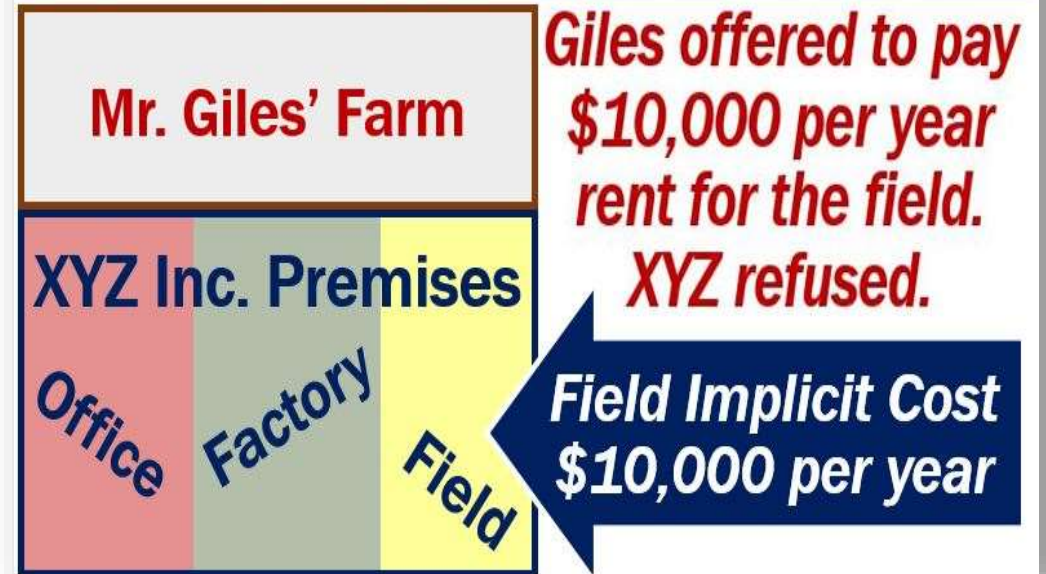 Mr. Giles’ Farm
Giles offered to pay
$10,000 per year
rent for the field.
XYZ refused.
XYZ Inc. Premises
Office
Factory
Field
Field Implicit Cost
$10,000 per year